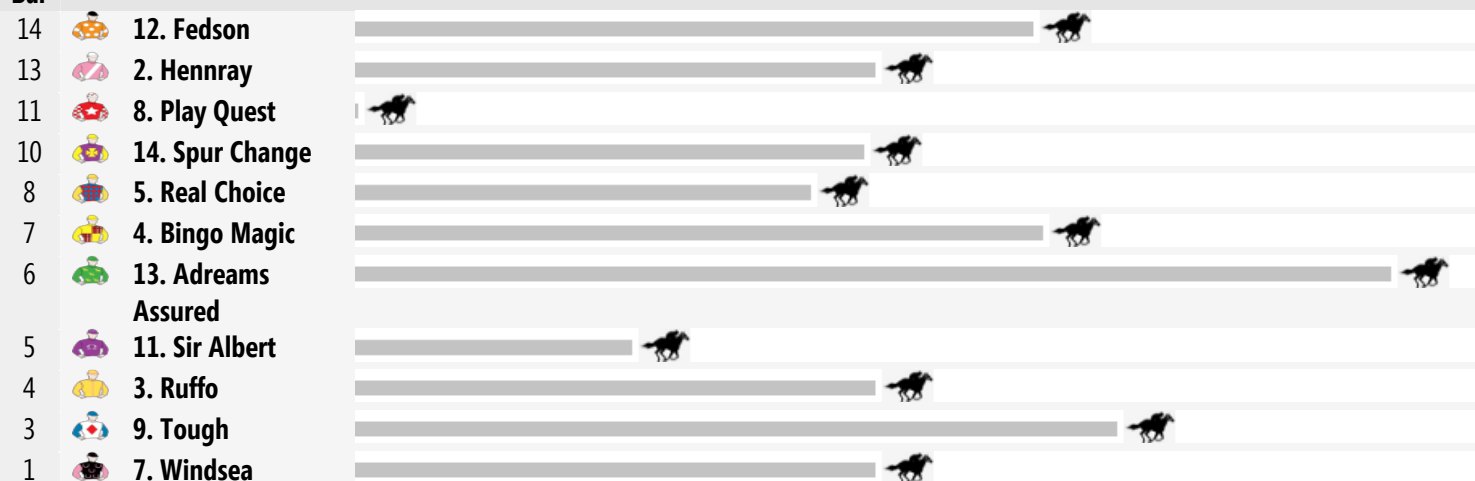 Bar
14 12. Fedson
13 2. Hennray
11 8. Play Quest
10 14. Spur Change
8 5. Real Choice
7 4. Bingo Magic
6 13. Adreams
Assured
5 11. Sir Albert
4 3. Ruffo
3 9. Tough
1 7. Windsea